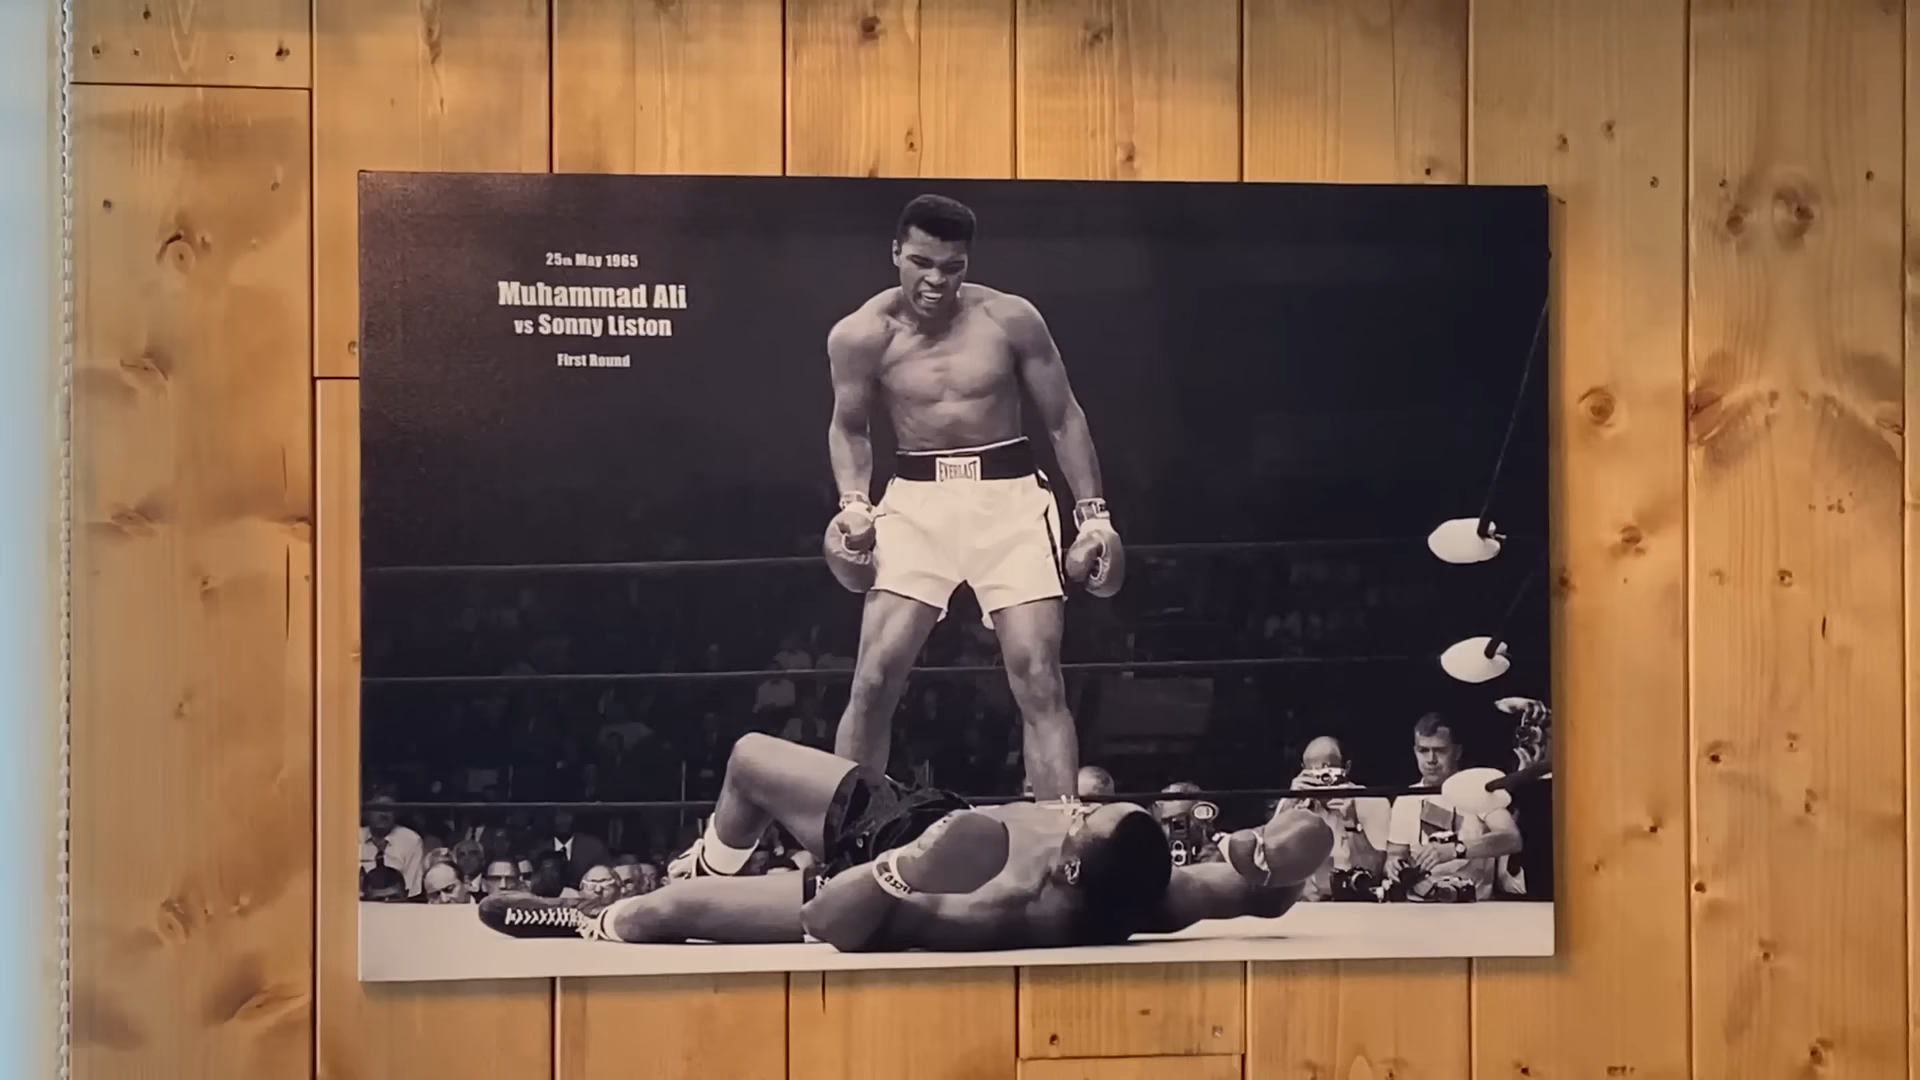 25th May 1965
Muhammad Ali
vs Sonny Liston
First Round
EVERLAST